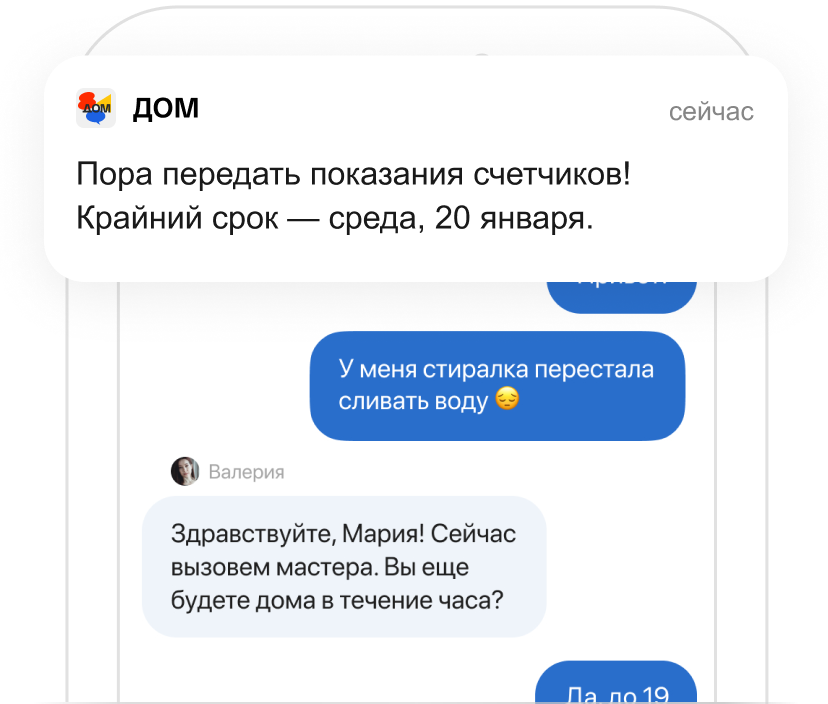 ДОМ
ДОМ
сейчас
Пора передать показания счетчиков!
Крайний срок — среда, 20 января.
У меня стиралка перестала
сливать воду 😔
Валерия
Здравствуйте, Мария! Сейчас
вызовем мастера. Вы еще
будете дома в течение часа?
Да, до 19